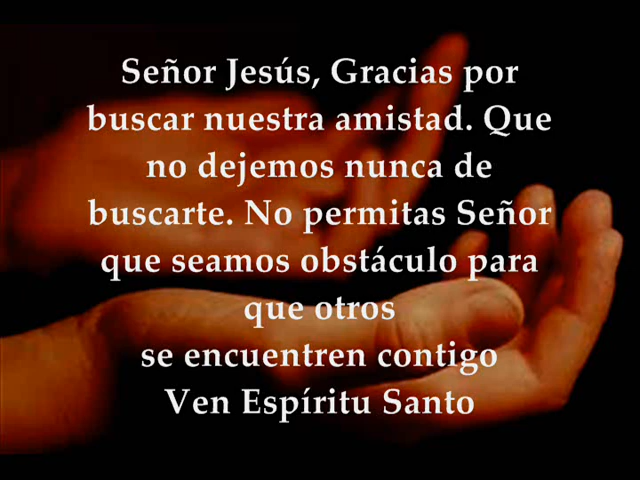 Señor Jesús, Gracias por
buscar nuestra amistad. Que
no dejemos nunca de
buscarte. No permitas Señor
que seamos obstáculo para
que otros
se encuentren contigo
Ven Espíritu Santo